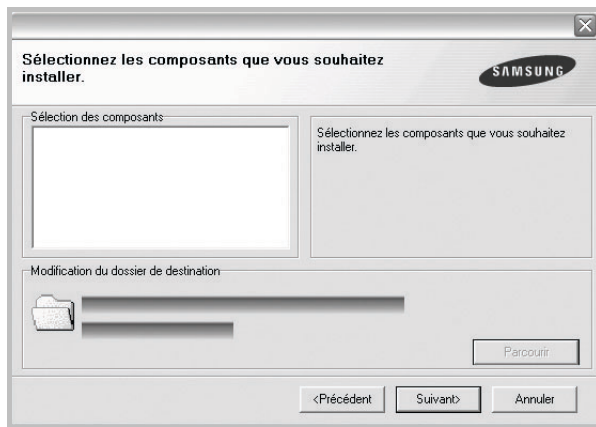 Sélectionnez les composants que vous souhaitez
installer.
SAMSUNG
Sélection des composants
Sélectionnez les composants que vous souhaitez
installer.
Modification du dossier de destination
Parcourir
<Précédent
Suivant>
Annuler